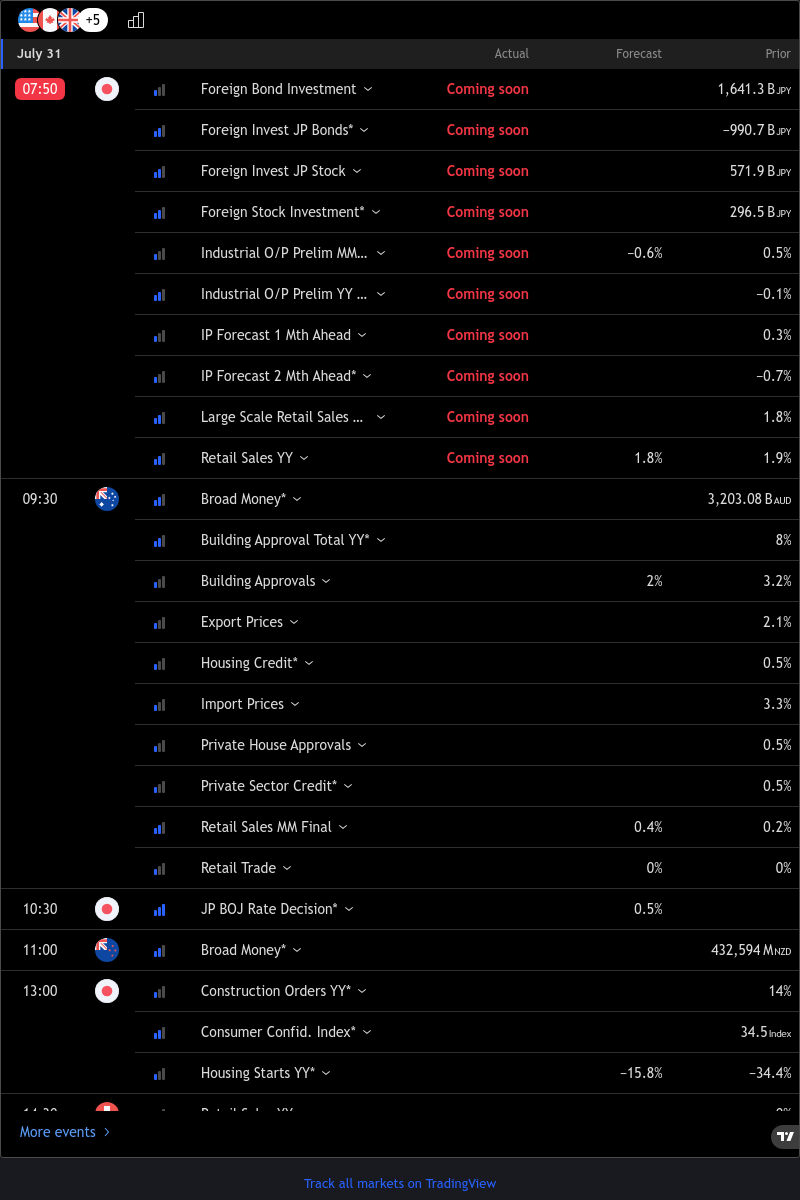 +5
July 31 Actual Forecast Prior
07:50 Foreign Bond Investment Coming soon 1,641.3 B JPY
Foreign Invest JP Bonds* Coming soon −990.7 B JPY
Foreign Invest JP Stock Coming soon 571.9 B JPY
Foreign Stock Investment* Coming soon 296.5 B JPY
Industrial O/P Prelim MM... Coming soon −0.6% 0.5%
Industrial O/P Prelim YY ... Coming soon −0.1%
IP Forecast 1 Mth Ahead Coming soon 0.3%
IP Forecast 2 Mth Ahead* Coming soon −0.7%
Large Scale Retail Sales ... Coming soon 1.8%
Retail Sales YY Coming soon 1.8% 1.9%
09:30 Broad Money* 3,203.08 B AUD
Building Approval Total YY* 8%
Building Approvals 2% 3.2%
Export Prices 2.1%
Housing Credit* 0.5%
Import Prices 3.3%
Private House Approvals 0.5%
Private Sector Credit* 0.5%
Retail Sales MM Final 0.4% 0.2%
Retail Trade 0% 0%
10:30 JP BOJ Rate Decision* 0.5%
11:00 Broad Money* 432,594 M NZD
13:00 Construction Orders YY* 14%
Consumer Confid. Index* 34.5 Index
Housing Starts YY* −15.8% −34.4%
More events
Track all markets on TradingView